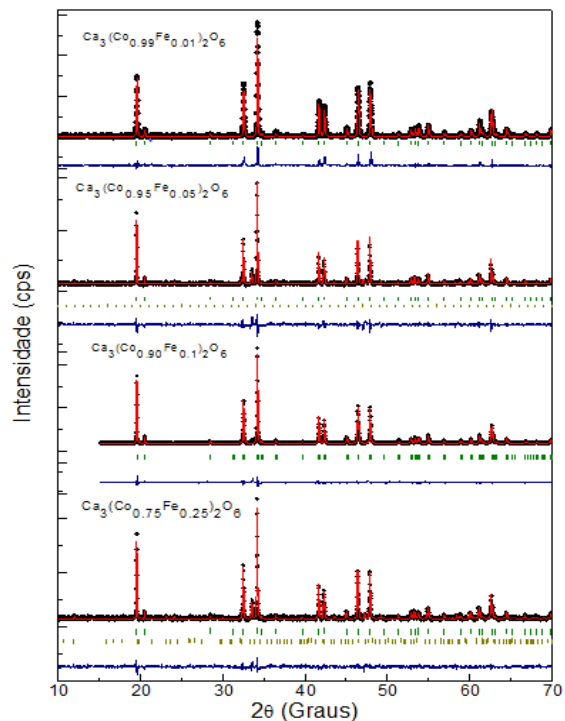 Ca3(Co0.99Fe0.01)2O6
Ca3(Co0.95Fe0.05)2O6
Intensidade (cps)
Ca3(Co0.90Fe0.1)2O6
Ca3(Co0.75Fe0.25)2O6
10 20 30 40 50 60 70
2θ (Graus)